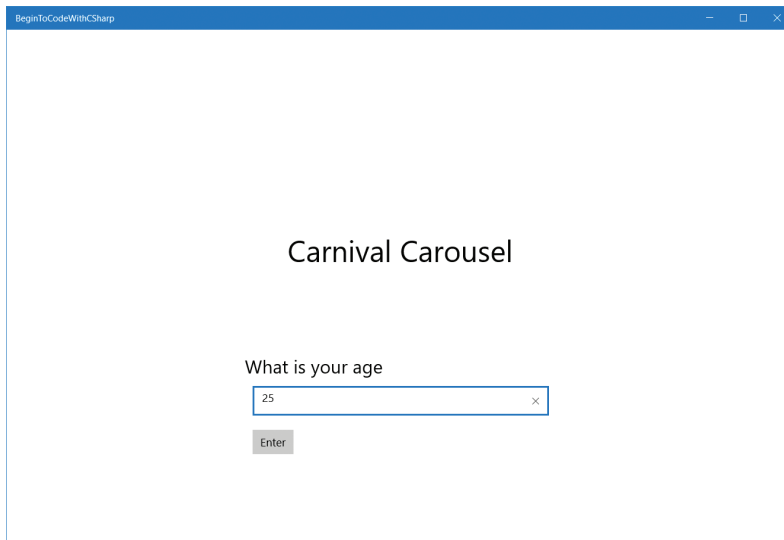 BeginToCodeWithCSharp
Carnival Carousel
What is your age
25
Enter